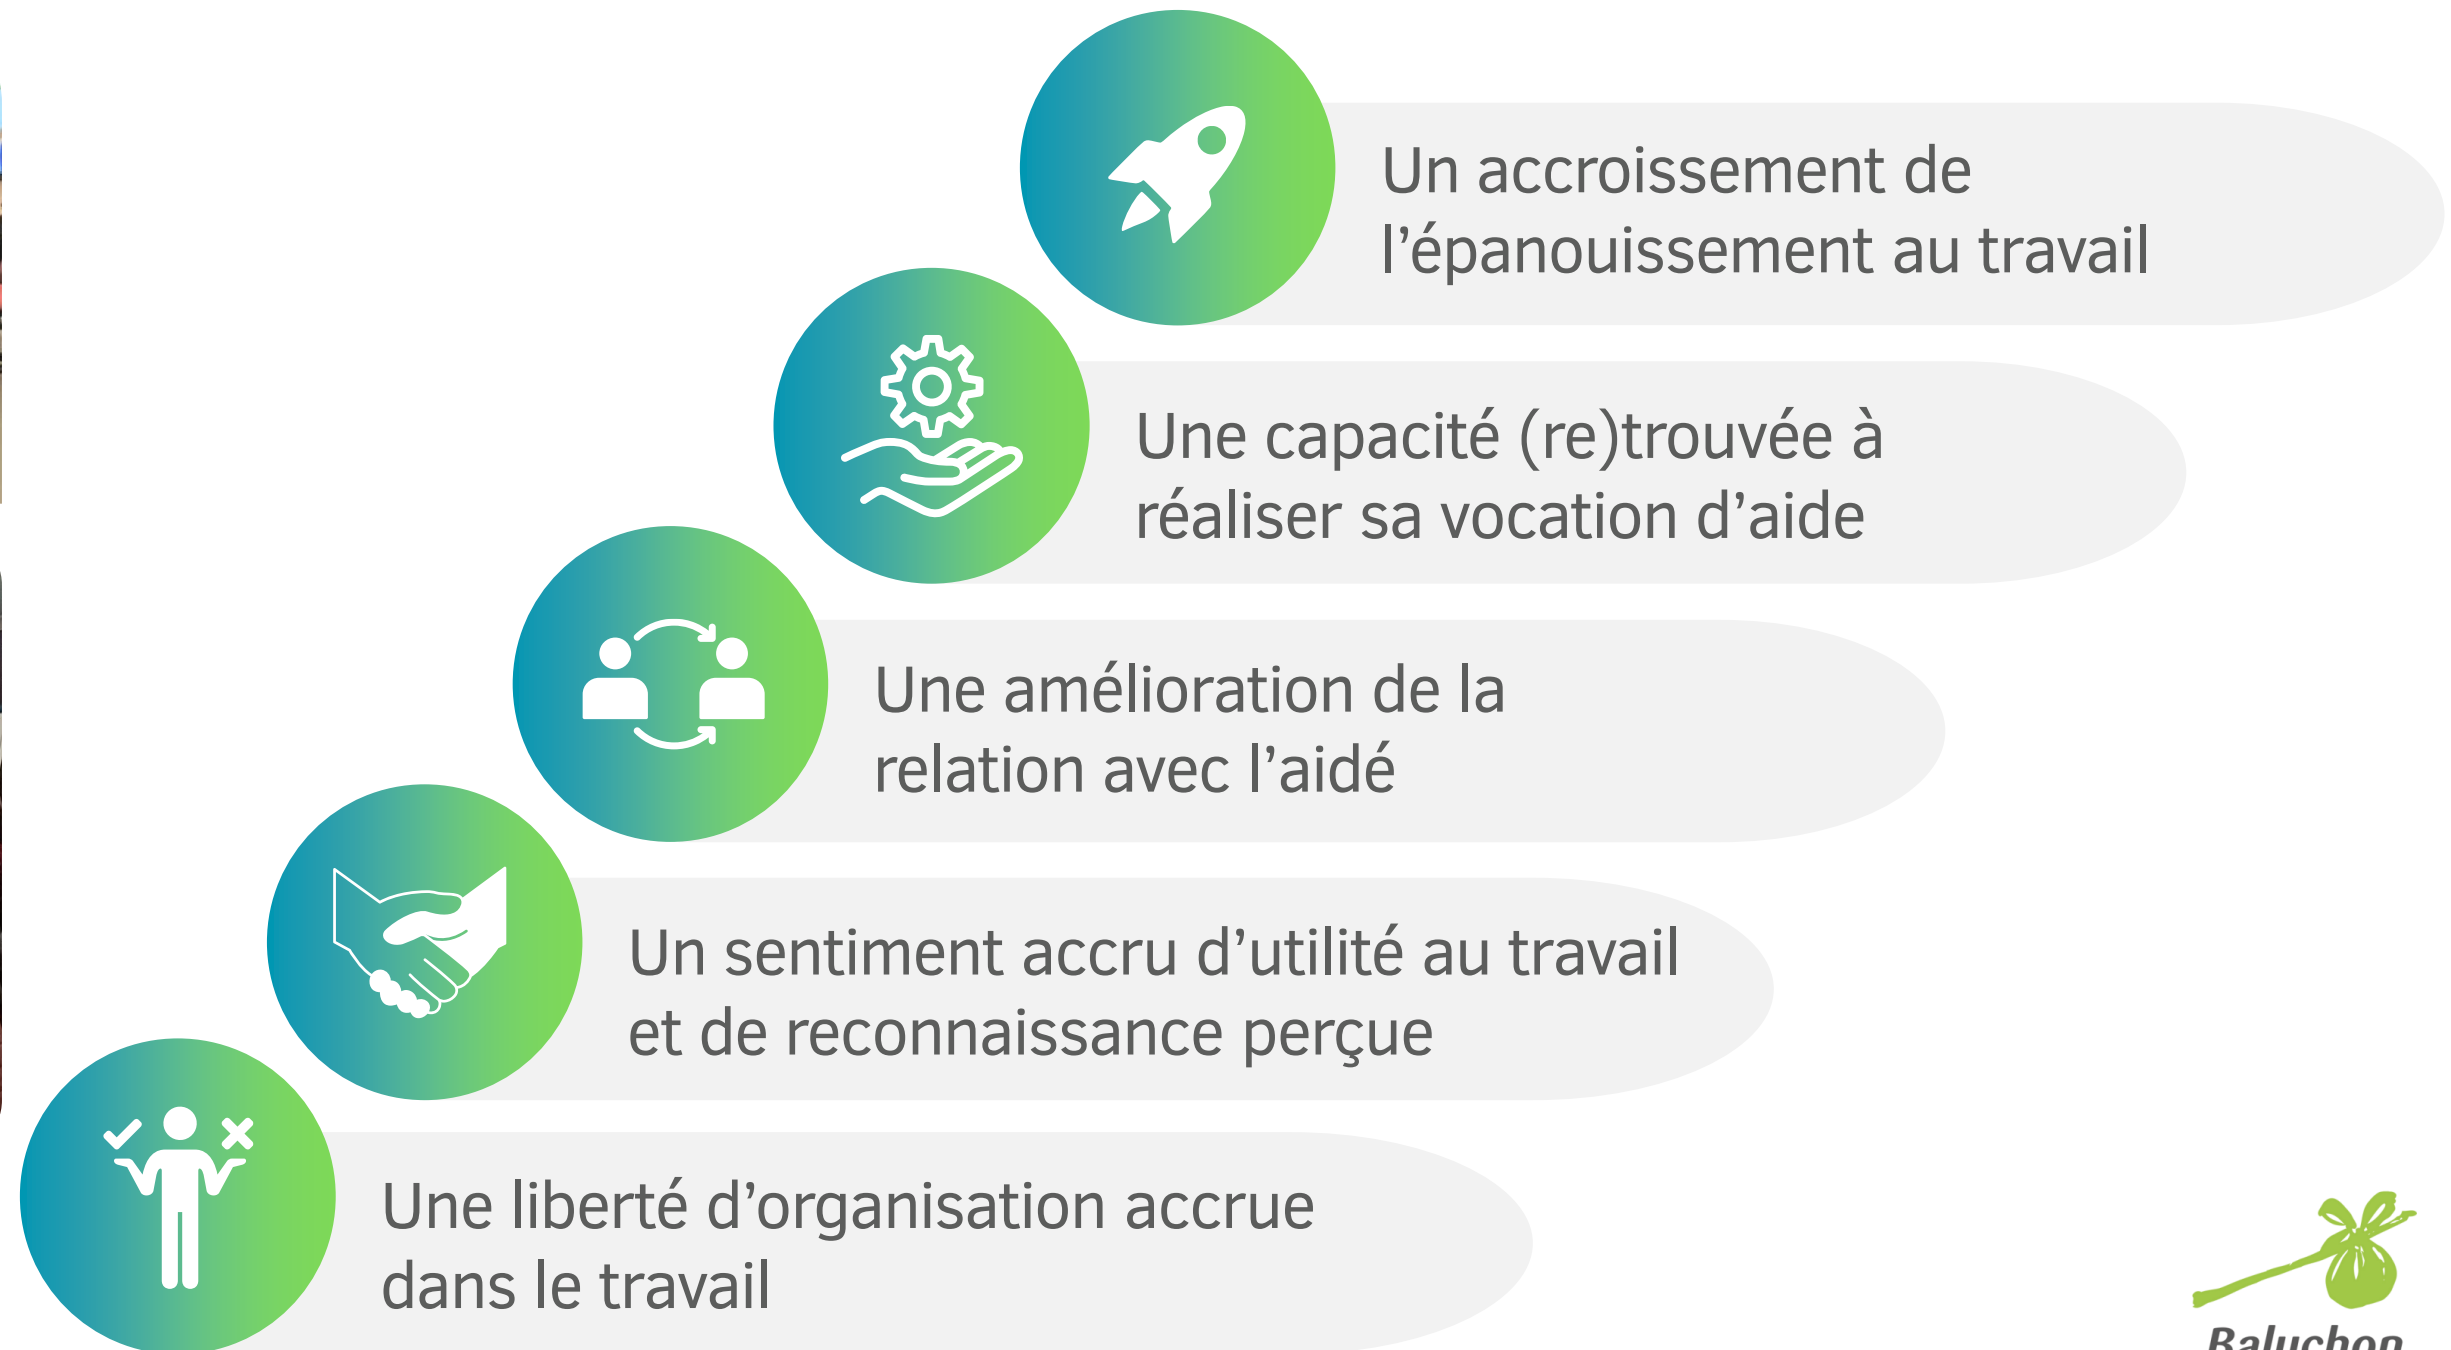 Un accroissement de
l’épanouissement au travail
Une capacité (re)trouvée à
réaliser sa vocation d’aide
Une amélioration de la
relation avec l’aidé
Un sentiment accru d’utilité au travail
et de reconnaissance perçue
Une liberté d’organisation accrue
dans le travail
Baluchon